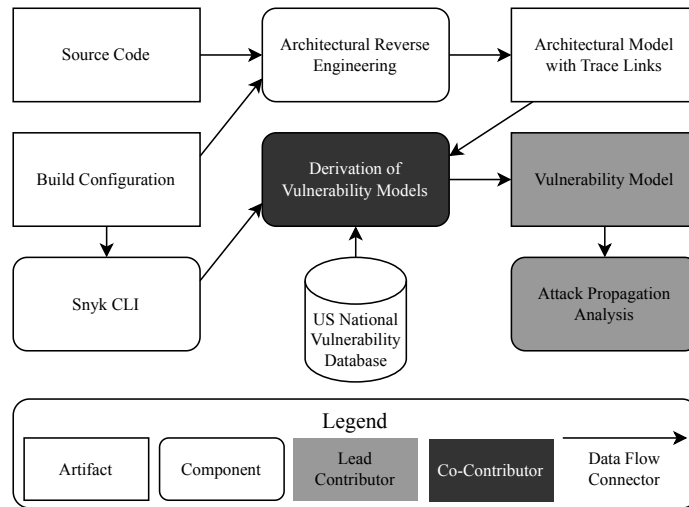 Source Code
Architectural Reverse
Engineering
Architectural Model
with Trace Links
Build Configuration
Derivation of
Vulnerability Models
Vulnerability Model
Snyk CLI
US National
Vulnerability
Database
Attack Propagation
Analysis
Legend
Artifact
Component
Lead
Contributor
Co-Contributor
Data Flow
Connector